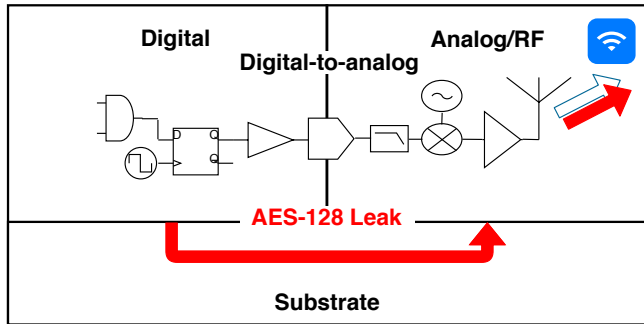 Digital
Analog/RF
Digital-to-analog
D
Q
Q
AES-128 Leak
Substrate